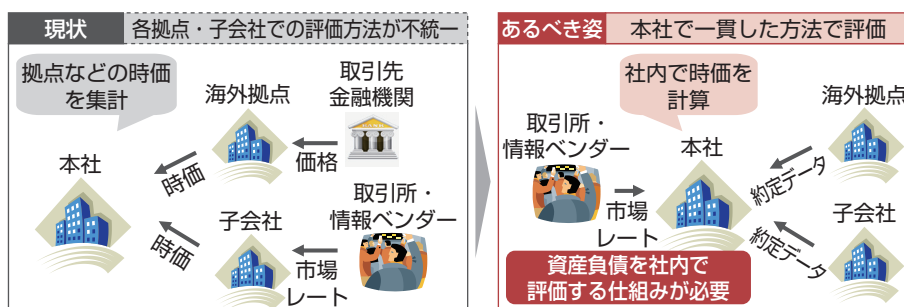 現状
各拠点・子会社での評価方法が不統一
拠点などの時価
を集計
海外拠点
取引先
金融機関
本社
時価
価格
子会社
取引所・
情報ベンダー
時価
市場
レート
あるべき姿
本社で一貫した方法で評価
社内で時価を
計算
海外拠点
取引所・
情報ベンダー
本社
約定データ
市場
レート
子会社
約定データ
資産負債を社内で
評価する仕組みが必要